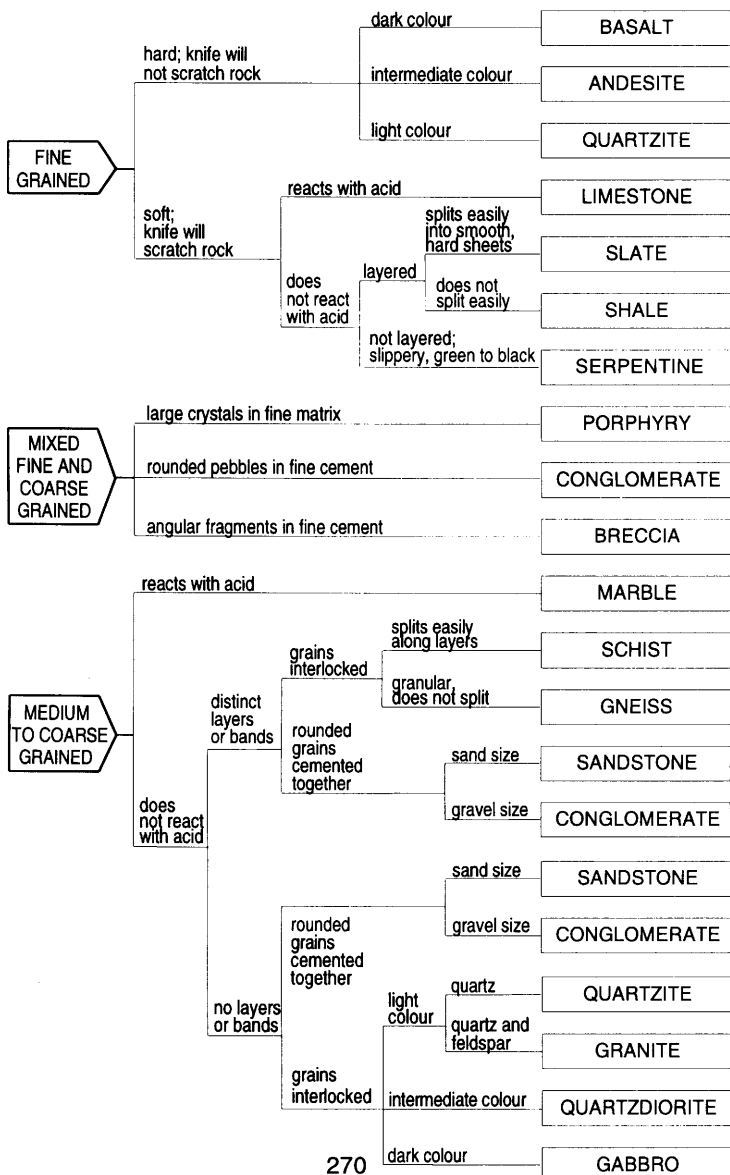 dark colour
BASALT
hard; knife will
not scratch rock
intermediate colour
ANDESITE
light colour
QUARTZITE
FINE
GRAINED
reacts with acid
LIMESTONE
soft;
knife will
scratch rock
splits easily
into smooth,
hard sheets
SLATE
does
not react
with acid
layered
does not
split easily
SHALE
not layered;
slippery, green to black
SERPENTINE
MIXED
FINE AND
COARSE
GRAINED
large crystals in fine matrix
PORPHYRY
rounded pebbles in fine cement
CONGLOMERATE
angular fragments in fine cement
BRECCIA
MEDIUM
TO COARSE
GRAINED
reacts with acid
MARBLE
does
not react
with acid
distinct
layers
or bands
grains
interlocked
splits easily
along layers
SCHIST
granular,
does not split
GNEISS
rounded
grains
cemented
together
sand size
SANDSTONE
gravel size
CONGLOMERATE
no layers
or bands
rounded
grains
cemented
together
sand size
SANDSTONE
gravel size
CONGLOMERATE
grains
interlocked
light
colour
quartz
QUARTZITE
quartz and
feldspar
GRANITE
intermediate colour
QUARTZDIORITE
dark colour
GABBRO
270